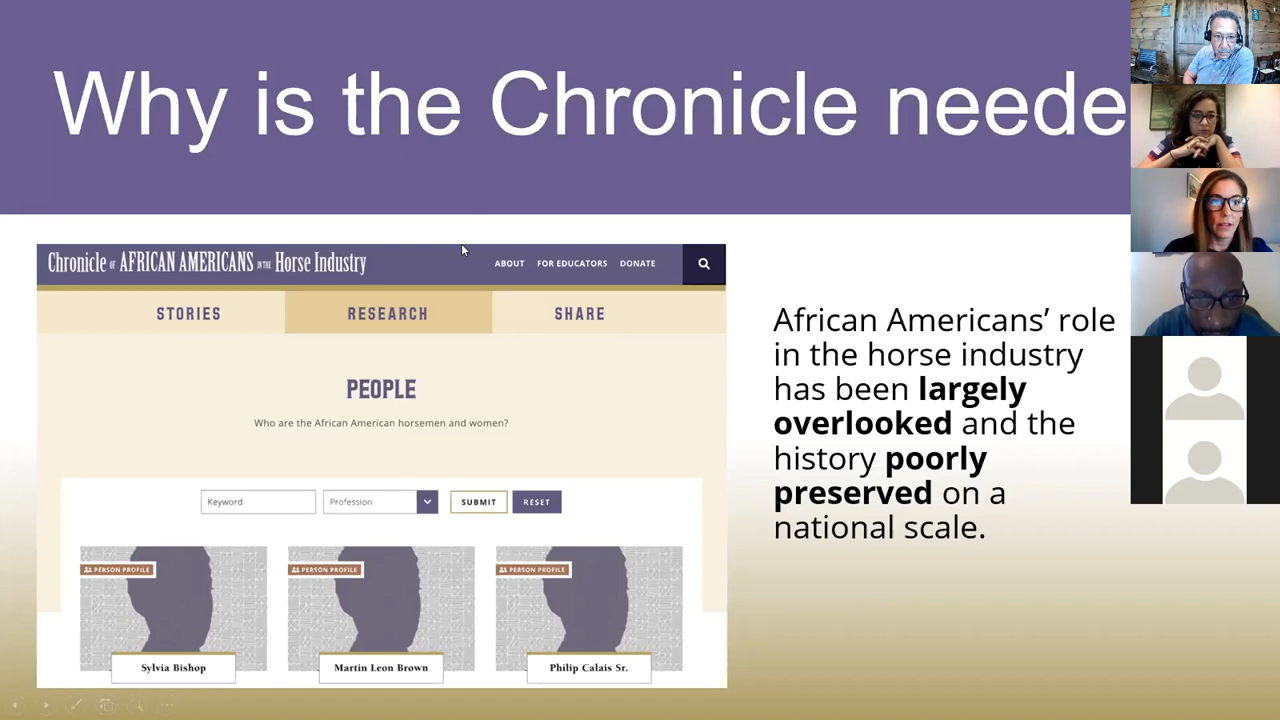 Why is the Chronicle neede
Chronicle OF AFRICAN AMERICANS IN THE Horse Industry
ABOUT FOR EDUCATORS DONATE
STORIES RESEARCH SHARE
PEOPLE
Who are the African American horsemen and women?
Keyword Profession SUBMIT RESET
PERSON PROFILE PERSON PROFILE PERSON PROFILE
Sylvia Bishop Martin Leon Brown Philip Calais Sr.
African Americans’ role
in the horse industry
has been largely
overlooked and the
history poorly
preserved on a
national scale.